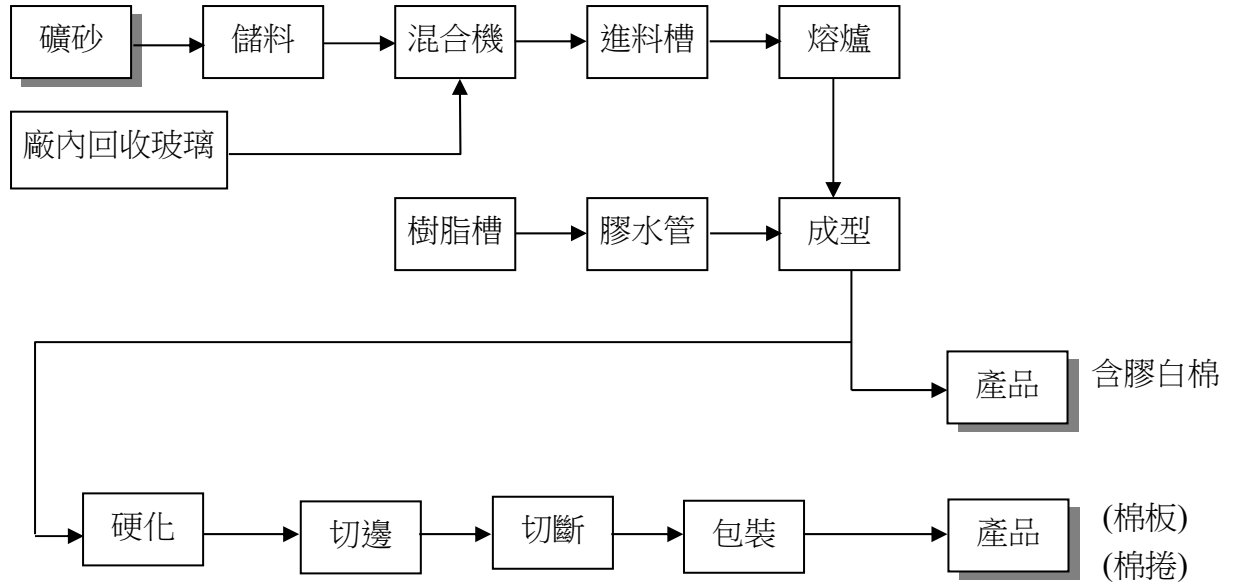 礦砂
儲料
混合機
進料槽
熔爐
廠內回收玻璃
樹脂槽
膠水管
成型
產品
含膠白棉
硬化
切邊
切斷
包裝
產品
(棉板)
(棉捲)